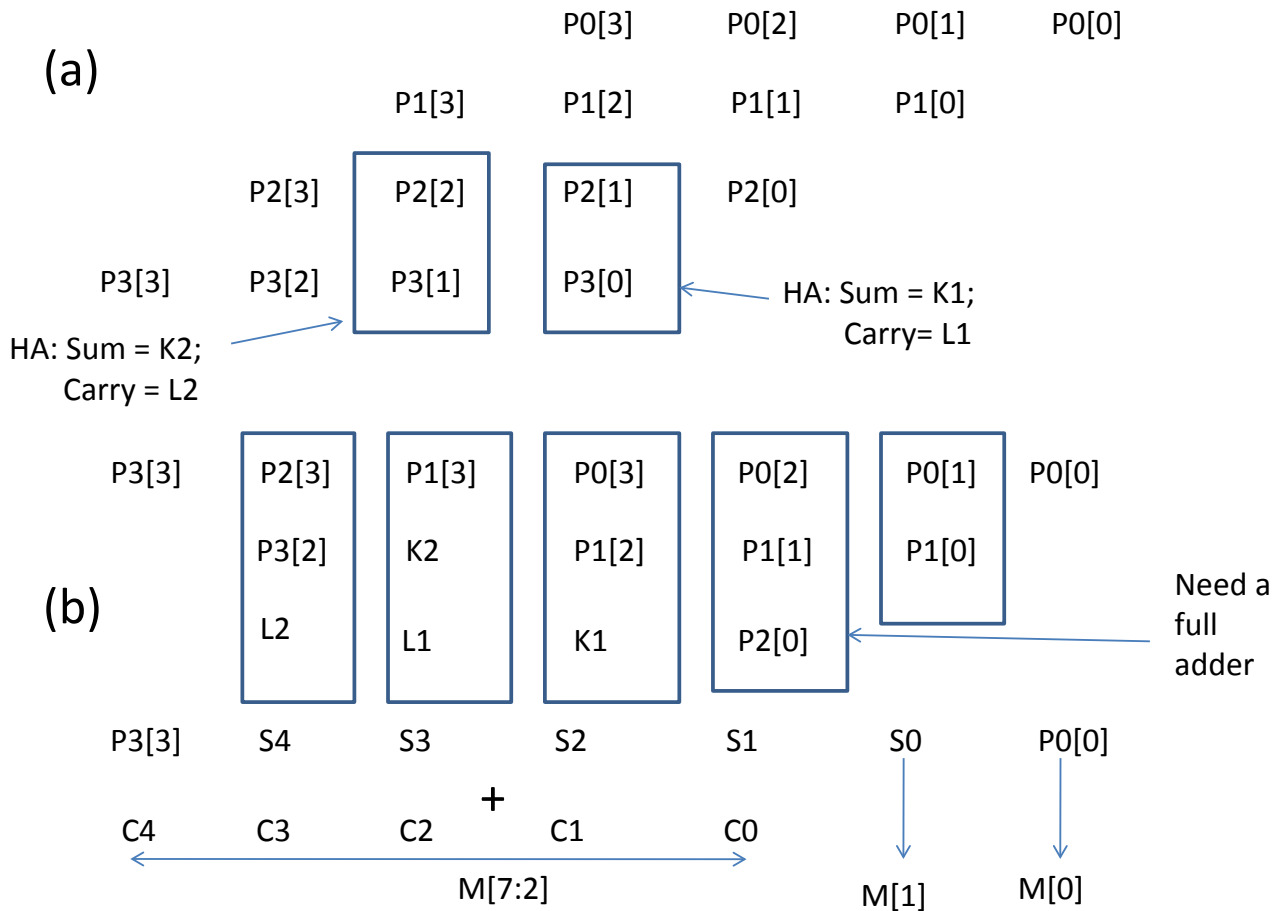 P0[3] P0[2] P0[1] P0[0]
(a)
P1[3] P1[2] P1[1] P1[0]
P2[3] P2[2] P2[1] P2[0]
P3[3] P3[2] P3[1] P3[0]
HA: Sum = K1;
Carry= L1
HA: Sum = K2;
Carry = L2
P3[3] P2[3] P1[3] P0[3] P0[2] P0[1] P0[0]
P3[2] K2 P1[2] P1[1] P1[0]
(b)
L2 L1 K1 P2[0]
Need a
full
adder
P3[3] S4 S3 S2 S1 S0 P0[0]
+
C4 C3 C2 C1 C0
M[7:2] M[1] M[0]